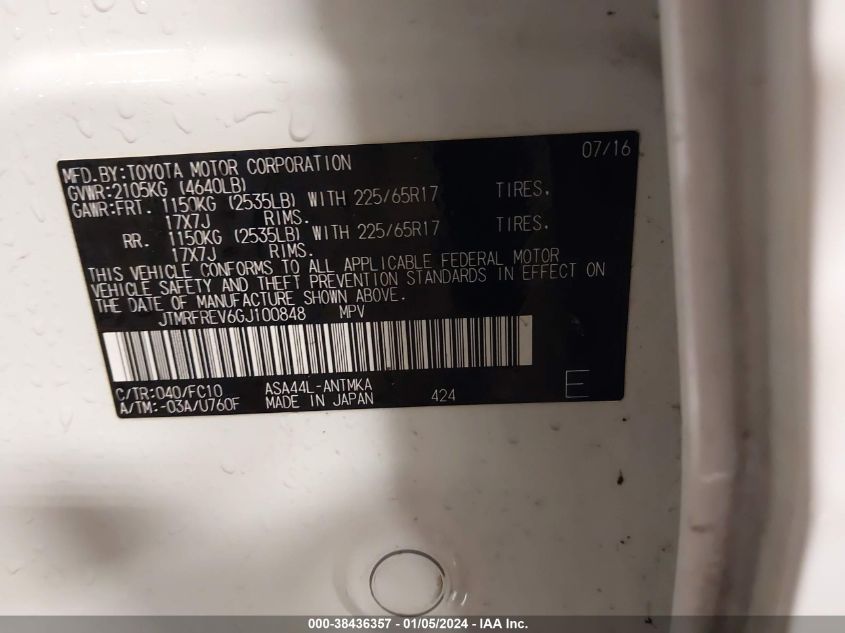 07/16
MFD.BY:TOYOTA MOTOR CORPORATION
GVWR:2105KG (4640LB)
GAWR:FRT. 1150KG (2535LB) WITH 225/65R17 TIRES,
17X7J RIMS.
RR. 1150KG (2535LB) WITH 225/65R17 TIRES,
17X7J RIMS.
THIS VEHICLE CONFORMS TO ALL APPLICABLE FEDERAL MOTOR
VEHICLE SAFETY AND THEFT PREVENTION STANDARDS IN EFFECT ON
THE DATE OF MANUFACTURE SHOWN ABOVE.
JTMRFREV6GJ100848 MPV
C/TR:040/FC10 ASA44L-ANTMKA 424 E
A/TM:-03A/U760F MADE IN JAPAN
000-38436357 - 01/05/2024 - IAA Inc.